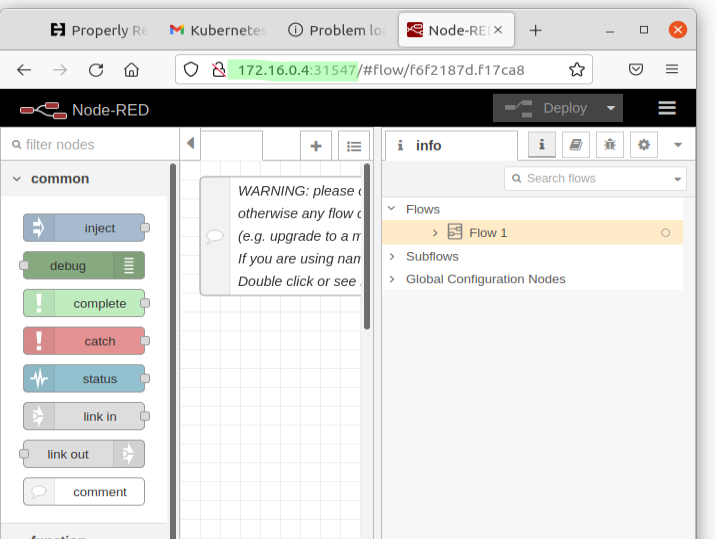 Properly Re
Kubernetes
Problem lo
Node-RE
172.16.0.4:31547/#flow/f6f2187d.f17ca8
Node-RED
Deploy
filter nodes
i info
Search flows
common
inject
debug
complete
catch
status
link in
link out
comment
function
WARNING: please
otherwise any flow
(e.g. upgrade to a
If you are using
Double click or see
Flows
Flow 1
Subflows
Global Configuration Nodes